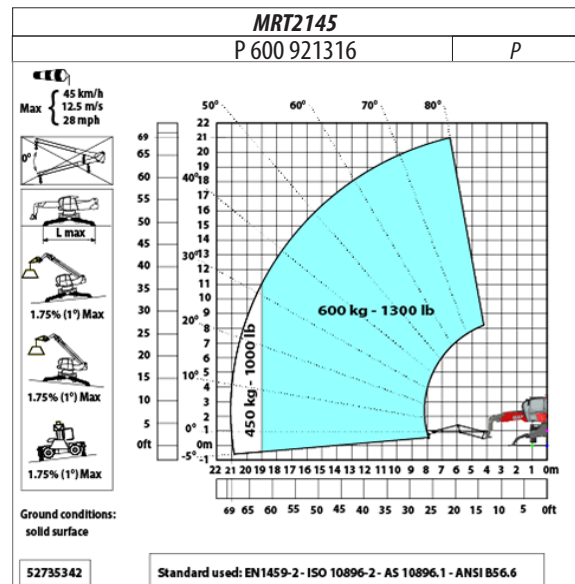 MRT2145
P 600 921316 P
Max { 45 km/h
12.5 m/s
28 mph
0°
L max
1.75% (1°) Max
1.75% (1°) Max
1.75% (1°) Max
Ground conditions:
solid surface
50° 60° 70° 80°
40°
30°
20°
10°
0°
-5°
69
65
60
55
50
45
40
35
30
25
20
15
10
5
0ft
22
21
20
19
18
17
16
15
14
13
12
11
10
9
8
7
6
5
4
3
2
1
0m
-1
600 kg - 1300 lb
450 kg - 1000 lb
22 21 20 19 18 17 16 15 14 13 12 11 10 9 8 7 6 5 4 3 2 1 0m
69 65 60 55 50 45 40 35 30 25 20 15 10 5 0ft
52735342
Standard used: EN1459-2 - ISO 10896-2 - AS 10896.1 - ANSI B56.6